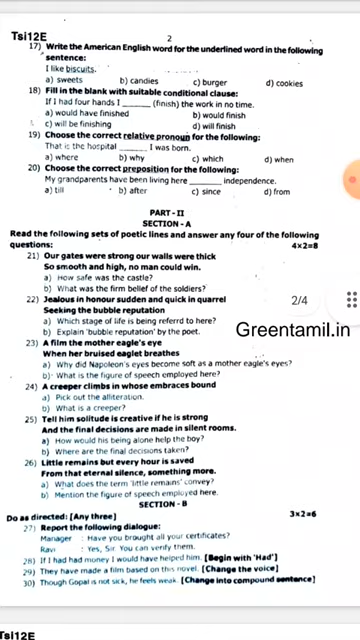 Tsi12E
2
17) Write the American English word for the underlined word in the following
sentence:
I like biscuits.
a) sweets b) candies c) burger d) cookies
18) Fill in the blank with suitable conditional clause:
If I had four hands I ______ (finish) the work in no time.
a) would have finished b) would finish
c) will be finishing d) will finish
19) Choose the correct relative pronoun for the following:
That is the hospital ______ I was born.
a) where b) why c) which d) when
20) Choose the correct preposition for the following:
My grandparents have been living here ______ independence.
a) till b) after c) since d) from
PART-II
SECTION-A
Read the following sets of poetic lines and answer any four of the following
questions: 4×2=8
21) Our gates were strong our walls were thick
So smooth and high, no man could win.
a) How safe was the castle?
b) What was the firm belief of the soldiers?
22) Jealous in honour sudden and quick in quarrel
Seeking the bubble reputation
a) Which stage of life is being referred to here?
b) Explain 'bubble reputation' by the poet.
2/4
Greentamil.in
23) A film the mother eagle's eye
When her bruised eaglet breathes
a) Why did Napoleon's eyes become soft as a mother eagle's eyes?
b) What is the figure of speech employed here?
24) A creeper climbs in whose embraces bound
a) Pick out the alliteration.
b) What is a creeper?
25) Tell him solitude is creative if he is strong
And the final decisions are made in silent rooms.
a) How would his being alone help the boy?
b) Where are the final decisions taken?
26) Little remains but every hour is saved
From that eternal silence, something more.
a) What does the term 'little remains' convey?
b) Mention the figure of speech employed here.
SECTION-B
Do as directed: [Any three] 3×2=6
27) Report the following dialogue:
Manager : Have you brought all your certificates?
Ravi : Yes, Sir. You can verify them.
28) If I had had money I would have helped him. [Begin with 'Had']
29) They have made a film based on this novel. [Change the voice]
30) Though Gopal is not sick, he feels weak. [Change into compound sentence]
Tsi12E